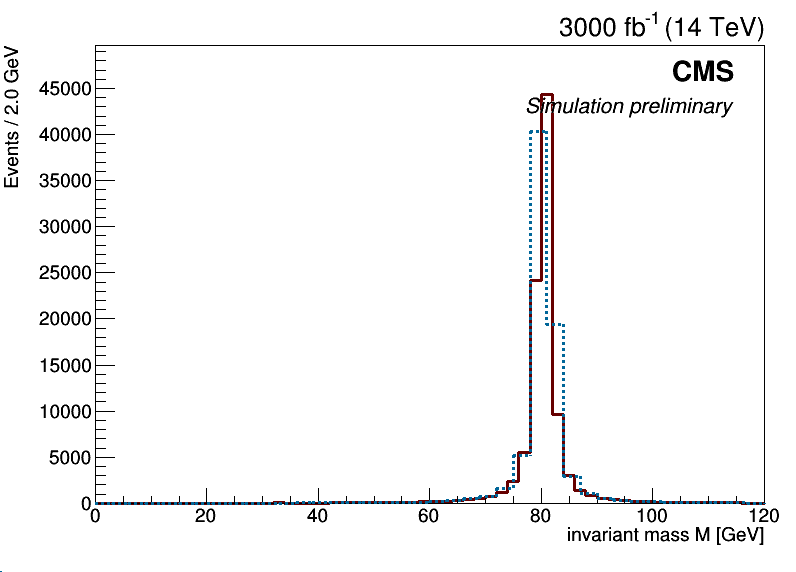 3000 fb-1 (14 TeV)
CMS
Simulation preliminary
Events / 2.0 GeV
45000
40000
35000
30000
25000
20000
15000
10000
5000
0
0 20 40 60 80 100 120
invariant mass M [GeV]